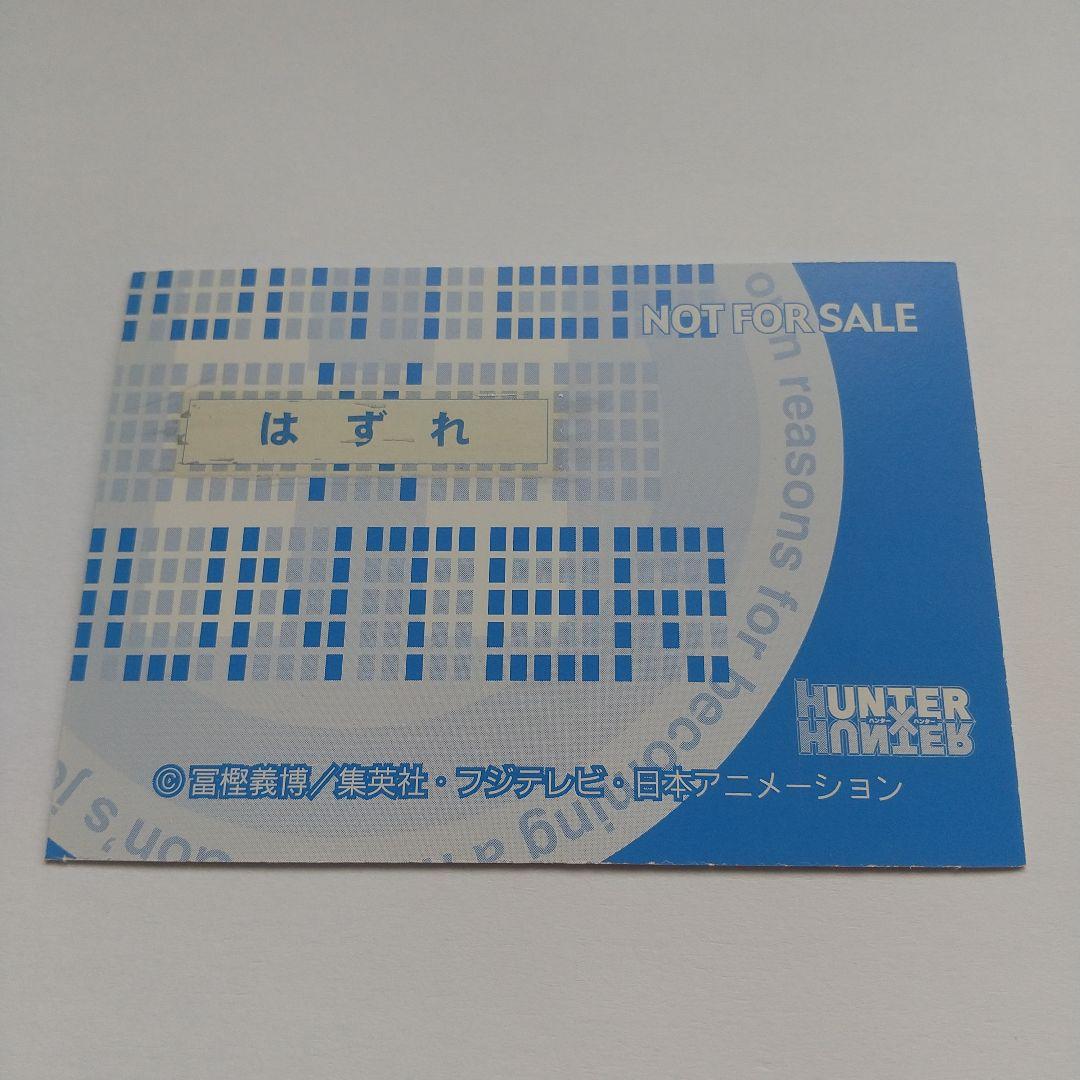 NOT FOR SALE
はずれ
own reasons for becoming a
HUNTER
ハンター×ハンター
HUNTER
©冨樫義博／集英社・フジテレビ・日本アニメーション